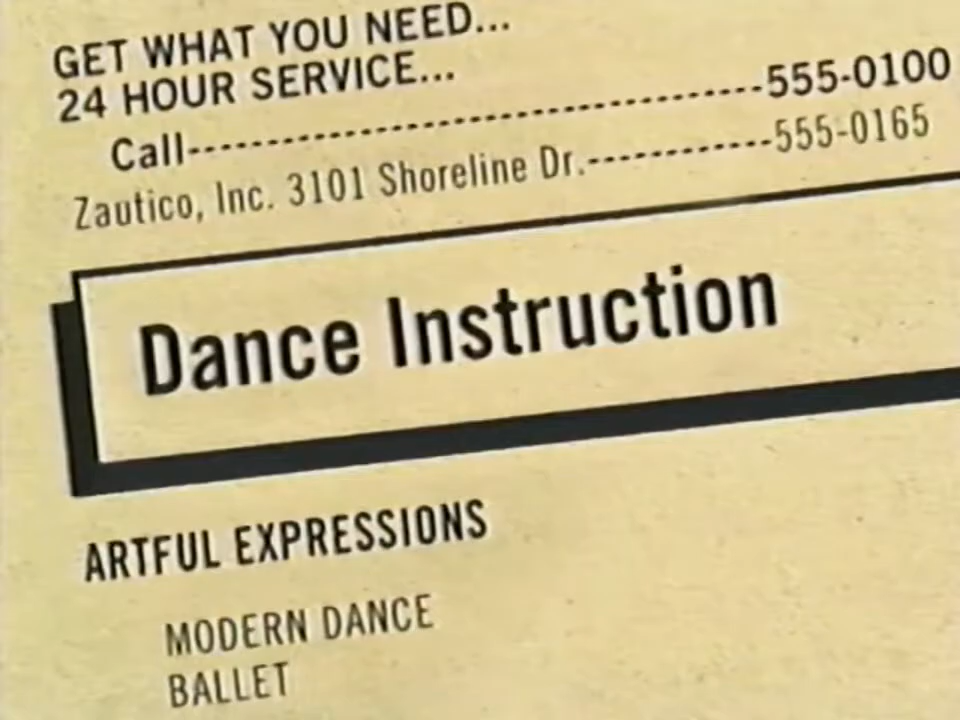 GET WHAT YOU NEED...
24 HOUR SERVICE...
Call-----------------------------------------555-0100
Zautico, Inc. 3101 Shoreline Dr.------------555-0165
Dance Instruction
ARTFUL EXPRESSIONS
MODERN DANCE
BALLET